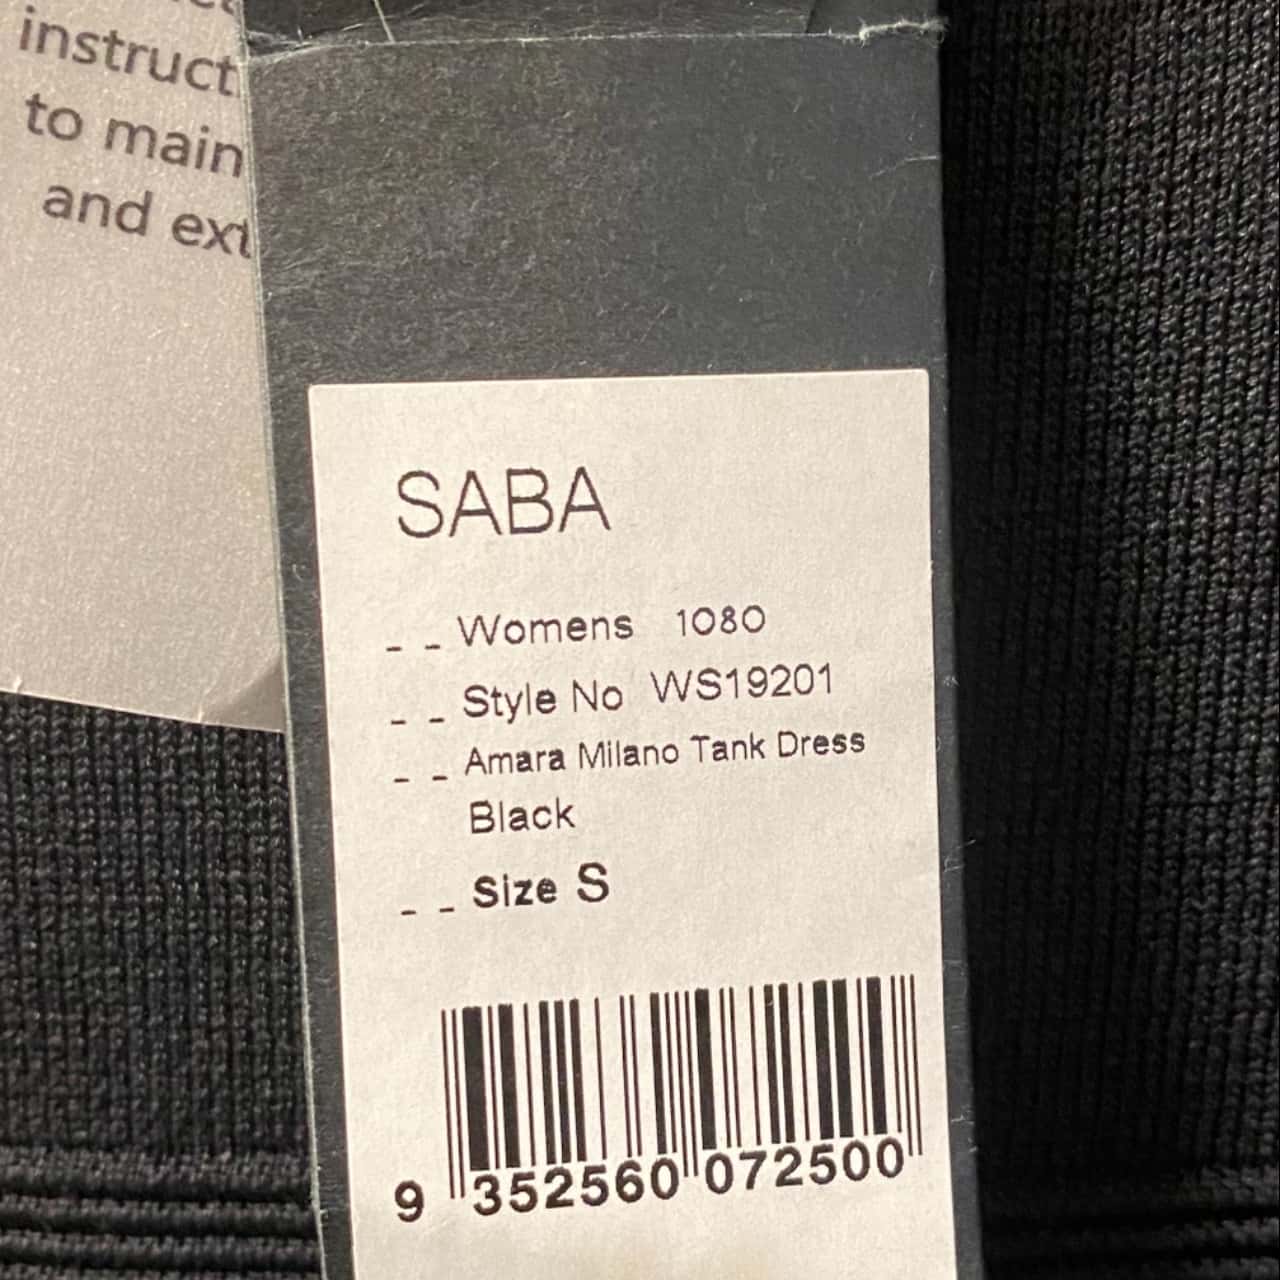 instruct
to main
and ext
SABA
_ _ Womens 1080
_ _ Style No WS19201
_ _ Amara Milano Tank Dress
Black
_ _ Size S
9 352560 072500